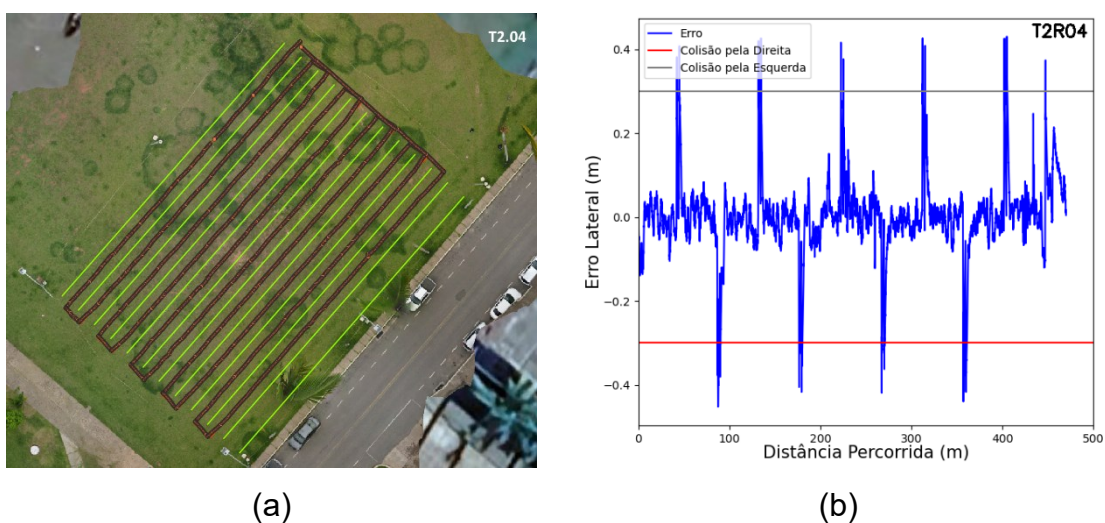 T2.04
T2R04
Erro
Colisão pela Direita
Colisão pela Esquerda
0.4
0.2
0.0
−0.2
−0.4
Erro Lateral (m)
0
100
200
300
400
500
Distância Percorrida (m)
(a)
(b)